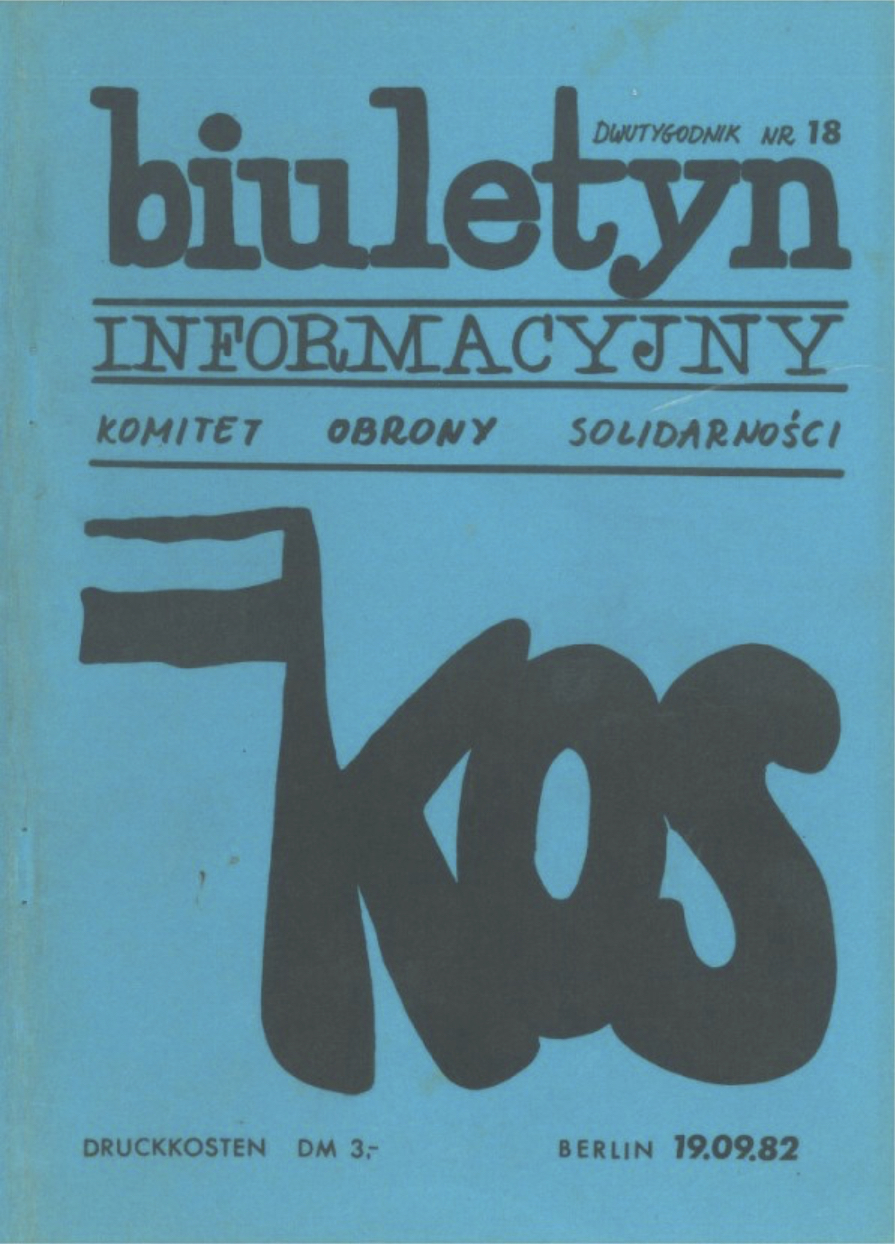 DWUTYGODNIK NR 18
biuletyn
INFORMACYJNY
KOMITET OBRONY SOLIDARNOŚCI
KOS
DRUCKKOSTEN DM 3,- BERLIN 19.09.82